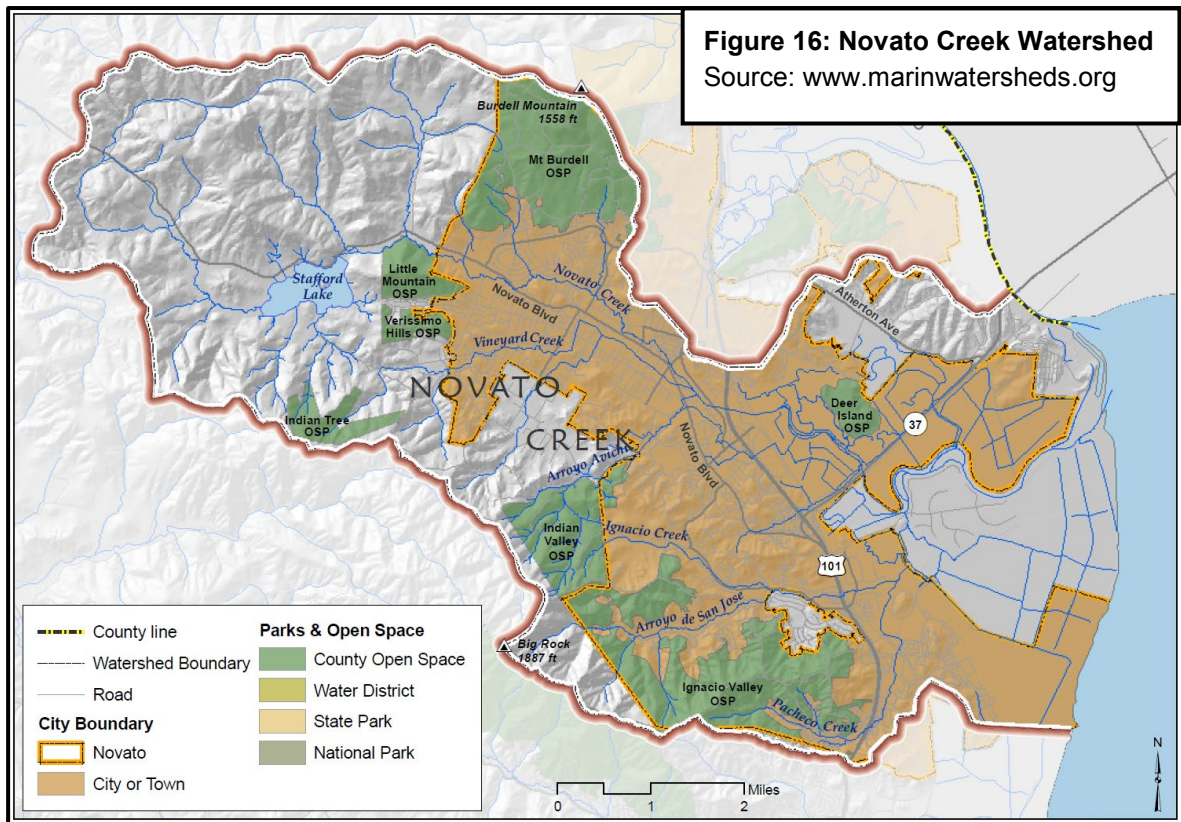 Figure 16: Novato Creek Watershed
Source: www.marinwatersheds.org
Burdell Mountain
1558 ft
Mt Burdell
OSP
Stafford
Lake
Little
Mountain
OSP
Verissimo
Hills OSP
Novato Blvd
Novato Creek
Vineyard Creek
Atherton Ave
NOVATO
CREEK
Indian Tree
OSP
Deer
Island
OSP
37
Novato Blvd
Arroyo Avichi
Indian
Valley
OSP
Ignacio Creek
101
Arroyo de San Jose
Big Rock
1887 ft
Ignacio Valley
OSP
Pacheco Creek
County line
Watershed Boundary
Road
City Boundary
Novato
City or Town
Parks & Open Space
County Open Space
Water District
State Park
National Park
Miles
0 1 2
N